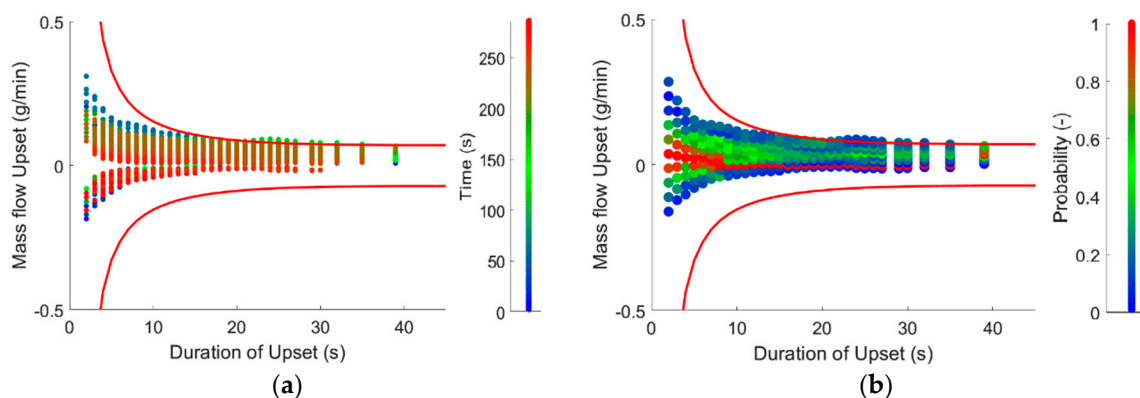 0.5
0
-0.5
Mass flow Upset (g/min)
0 10 20 30 40
Duration of Upset (s)
250
200
150
100
50
0
Time (s)
(a)
0.5
0
-0.5
Mass flow Upset (g/min)
0 10 20 30 40
Duration of Upset (s)
1
0.8
0.6
0.4
0.2
0
Probability (-)
(b)